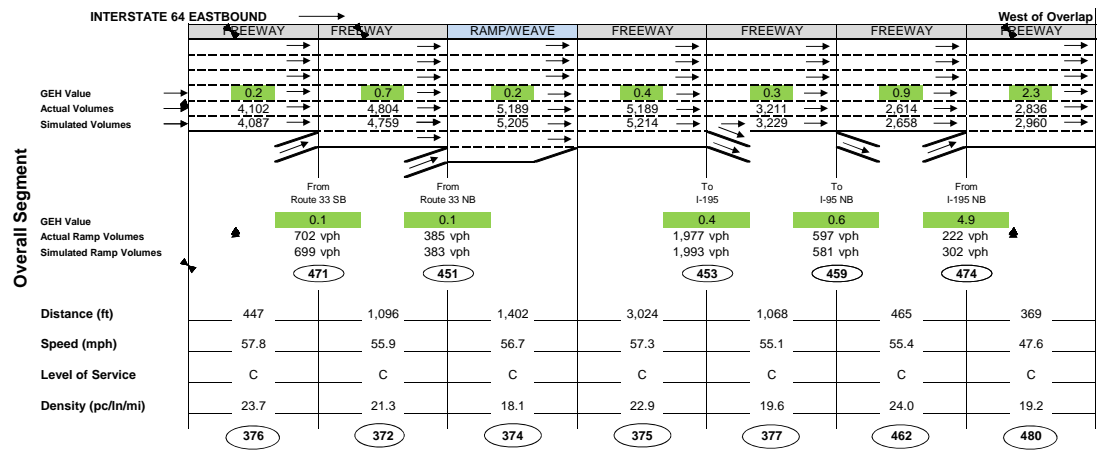 INTERSTATE 64 EASTBOUND West of Overlap
FREEWAY FREEWAY RAMP/WEAVE FREEWAY FREEWAY FREEWAY FREEWAY
GEH Value 0.2 0.7 0.2 0.4 0.3 0.9 2.3
Actual Volumes 4,102 4,804 5,189 5,189 3,211 2,614 2,836
Simulated Volumes 4,087 4,759 5,205 5,214 3,229 2,658 2,960
Overall Segment
From From To To From
Route 33 SB Route 33 NB I-195 I-95 NB I-195 NB
GEH Value 0.1 0.1 0.4 0.6 4.9
Actual Ramp Volumes 702 vph 385 vph 1,977 vph 597 vph 222 vph
Simulated Ramp Volumes 699 vph 383 vph 1,993 vph 581 vph 302 vph
471 451 453 459 474
Distance (ft) 447 1,096 1,402 3,024 1,068 465 369
Speed (mph) 57.8 55.9 56.7 57.3 55.1 55.4 47.6
Level of Service C C C C C C C
Density (pc/ln/mi) 23.7 21.3 18.1 22.9 19.6 24.0 19.2
376 372 374 375 377 462 480